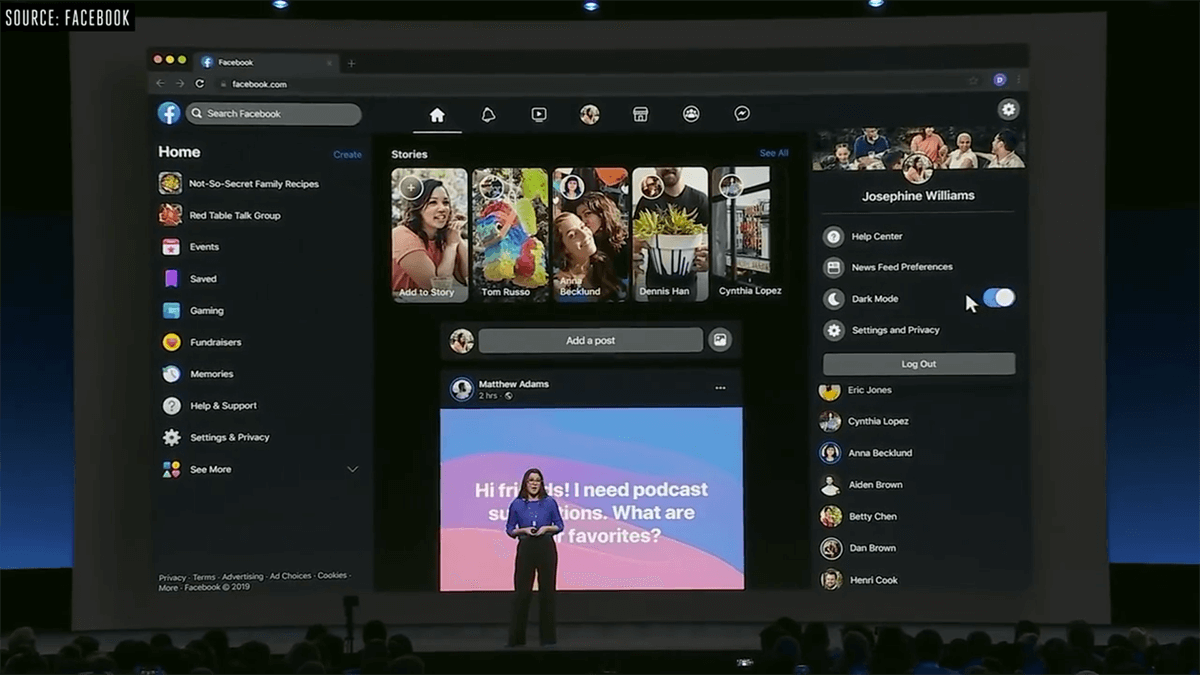 SOURCE: FACEBOOK
Facebook
facebook.com
D
Search Facebook
Home
Create
Not-So-Secret Family Recipes
Red Table Talk Group
Events
Saved
Gaming
Fundraisers
Memories
Help & Support
Settings & Privacy
See More
Privacy · Terms · Advertising · Ad Choices · Cookies ·
More · Facebook © 2019
Stories
See All
Add to Story
Tom Russo
Anna
Becklund
Dennis Han
Cynthia Lopez
Add a post
Matthew Adams
2 hrs ·
Hi fri ds! I need podcast
su tions. What are
r favorites?
Josephine Williams
Help Center
News Feed Preferences
Dark Mode
Settings and Privacy
Log Out
Eric Jones
Cynthia Lopez
Anna Becklund
Aiden Brown
Betty Chen
Dan Brown
Henri Cook